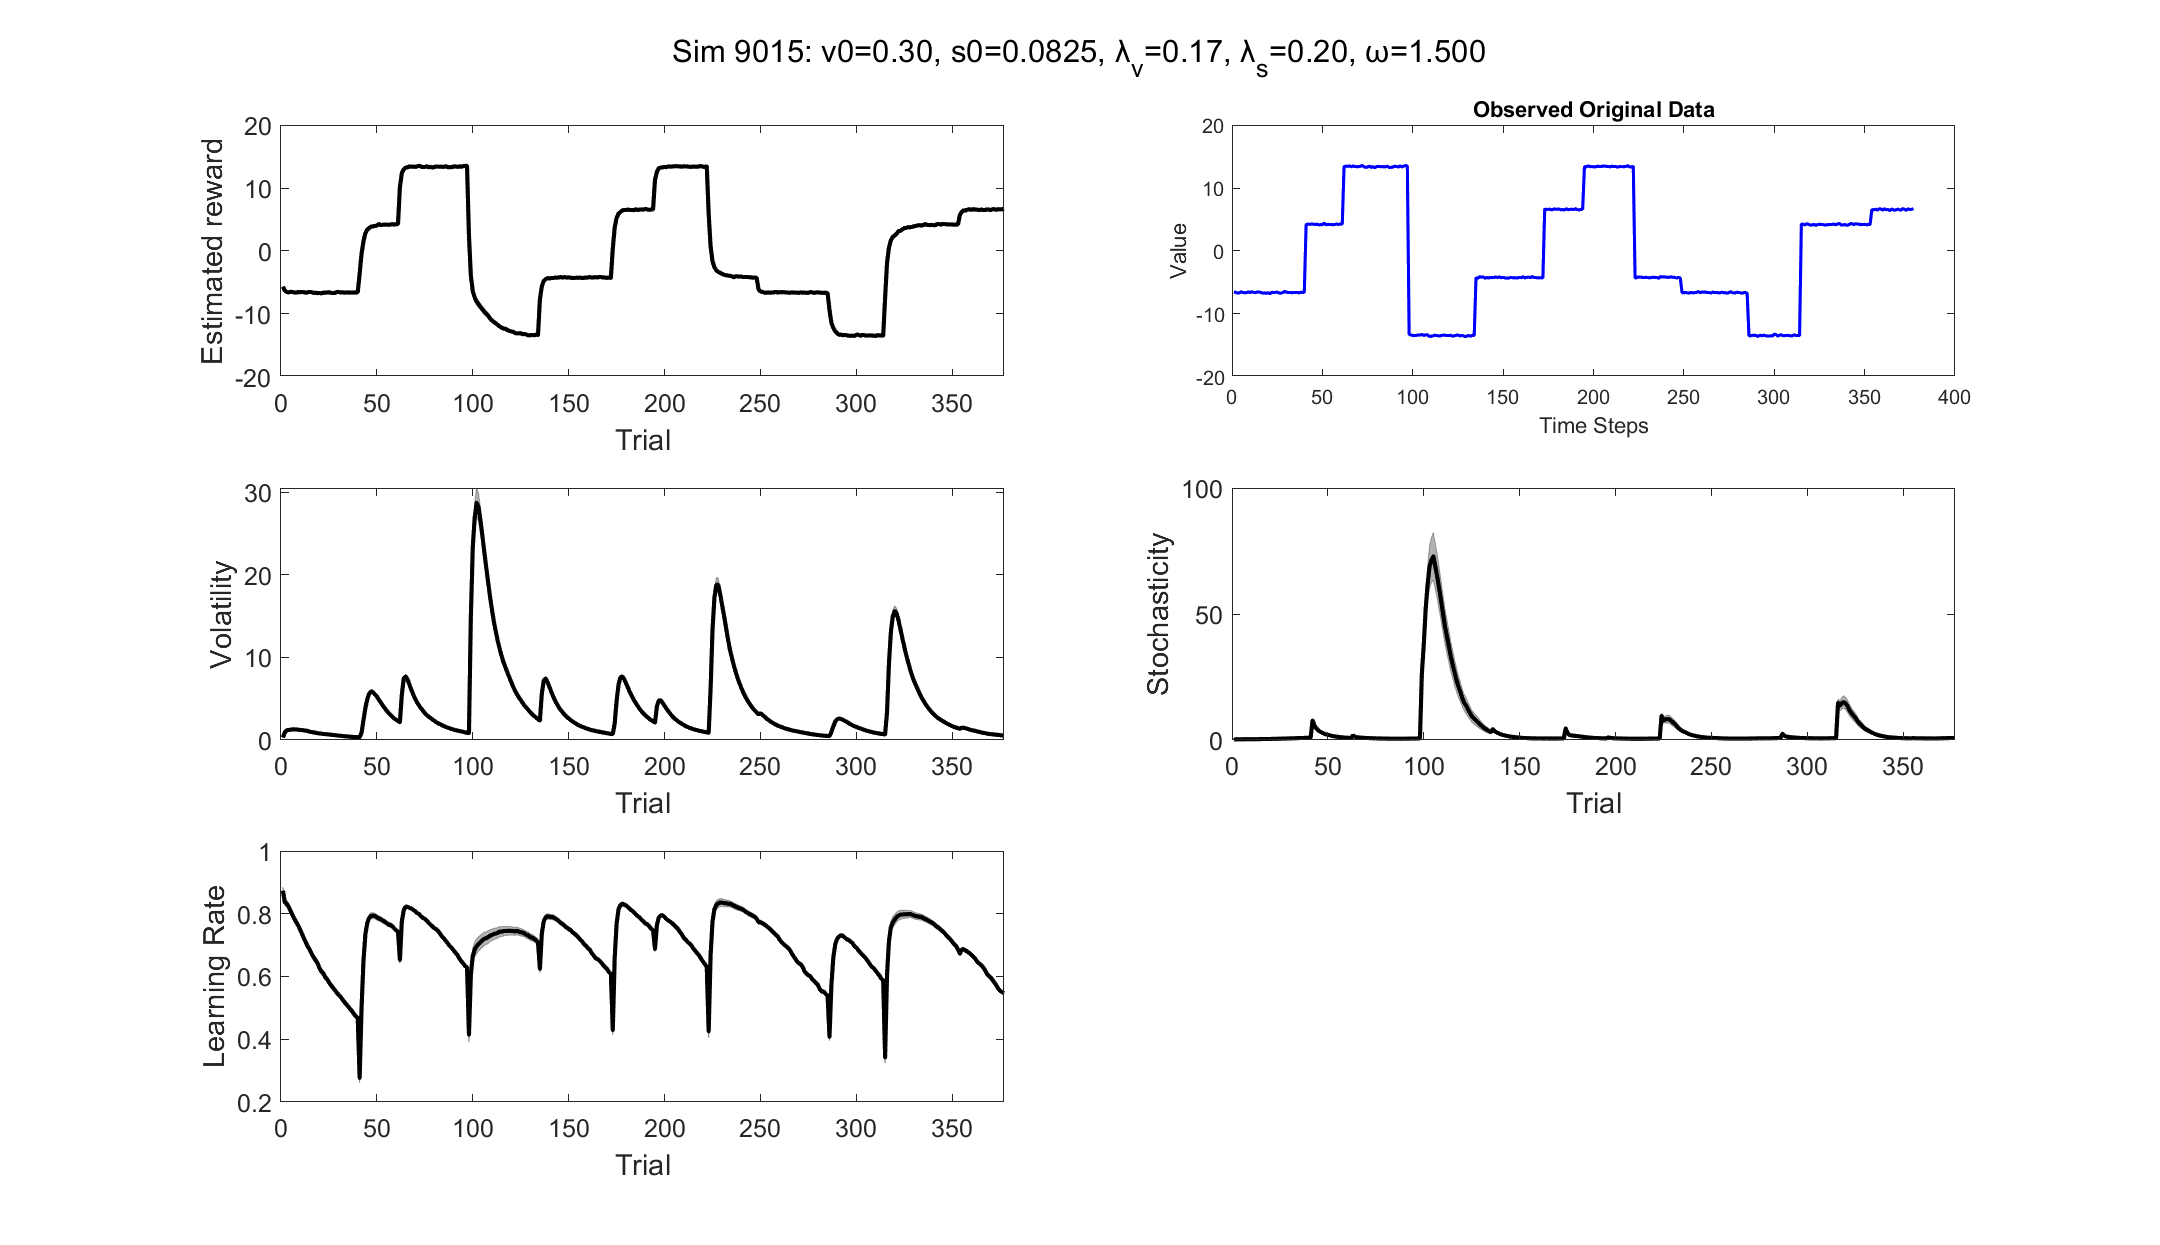 Sim 9015: v0=0.30, s0=0.0825, λ_v=0.17, λ_s=0.20, ω=1.500
Estimated reward
20
10
0
-10
-20
0 50 100 150 200 250 300 350
Trial
Observed Original Data
Value
20
10
0
-10
-20
0 50 100 150 200 250 300 350 400
Time Steps
Volatility
30
20
10
0
0 50 100 150 200 250 300 350
Trial
Stochasticity
100
50
0
0 50 100 150 200 250 300 350
Trial
Learning Rate
1
0.8
0.6
0.4
0.2
0 50 100 150 200 250 300 350
Trial